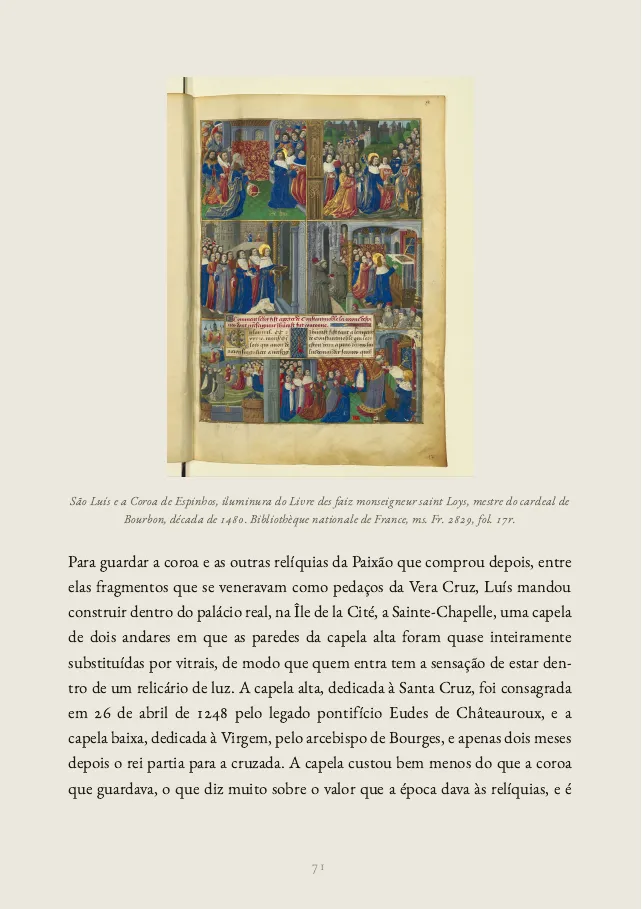 São Luís e a Coroa de Espinhos, iluminura do Livre des faiz monseigneur saint Loys, mestre do cardeal de
Bourbon, década de 1480. Bibliothèque nationale de France, ms. Fr. 2829, fol. 17r.
Para guardar a coroa e as outras relíquias da Paixão que comprou depois, entre
elas fragmentos que se veneravam como pedaços da Vera Cruz, Luís mandou
construir dentro do palácio real, na Île de la Cité, a Sainte-Chapelle, uma capela
de dois andares em que as paredes da capela alta foram quase inteiramente
substituídas por vitrais, de modo que quem entra tem a sensação de estar den-
tro de um relicário de luz. A capela alta, dedicada à Santa Cruz, foi consagrada
em 26 de abril de 1248 pelo legado pontifício Eudes de Châteauroux, e a
capela baixa, dedicada à Virgem, pelo arcebispo de Bourges, e apenas dois meses
depois o rei partia para a cruzada. A capela custou bem menos do que a coroa
que guardava, o que diz muito sobre o valor que a época dava às relíquias, e é
71